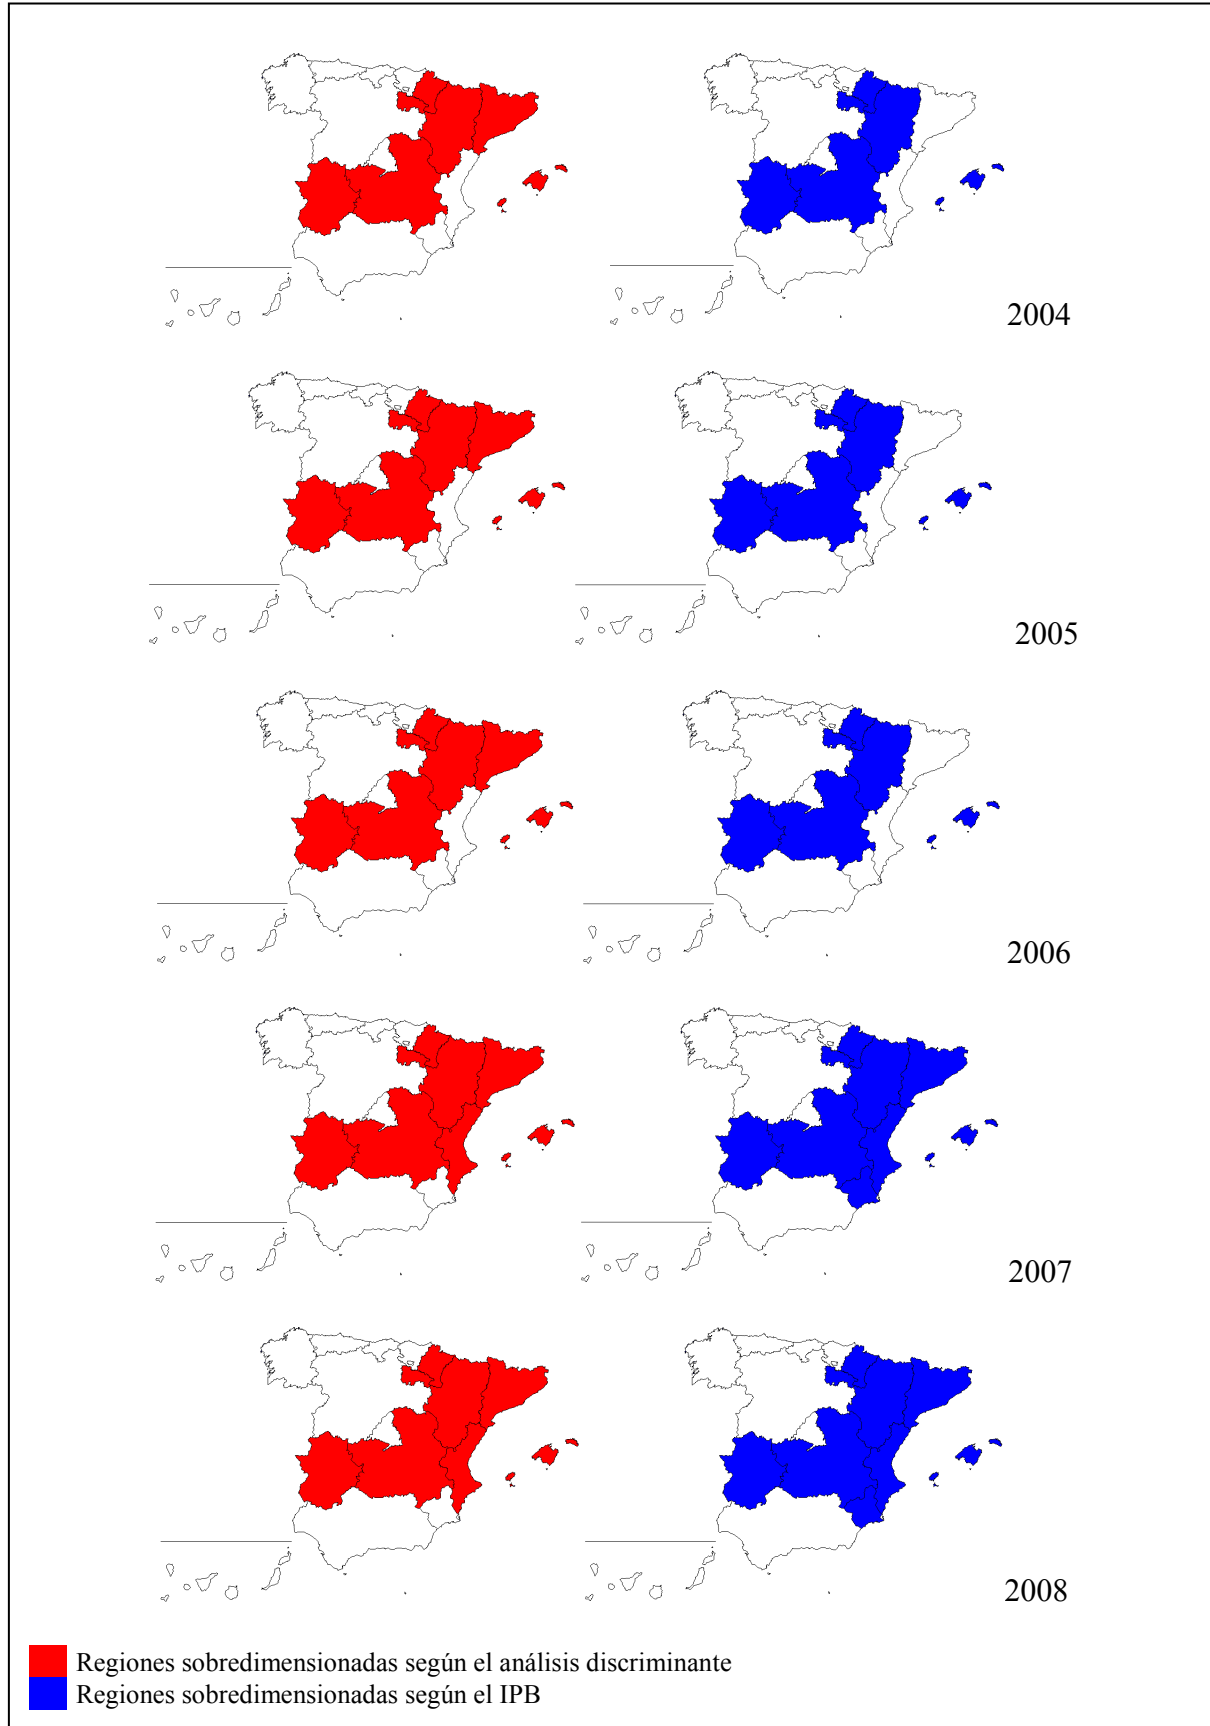 2004
2005
2006
2007
2008
Regiones sobredimensionadas según el análisis discriminante
Regiones sobredimensionadas según el IPB